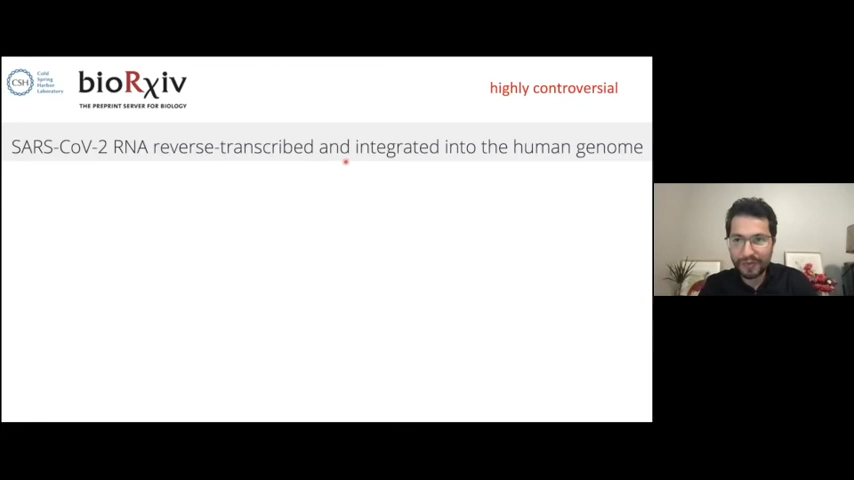 CSH
Cold
Spring
Harbor
Laboratory
bioRxiv
THE PREPRINT SERVER FOR BIOLOGY
highly controversial
SARS-CoV-2 RNA reverse-transcribed and integrated into the human genome